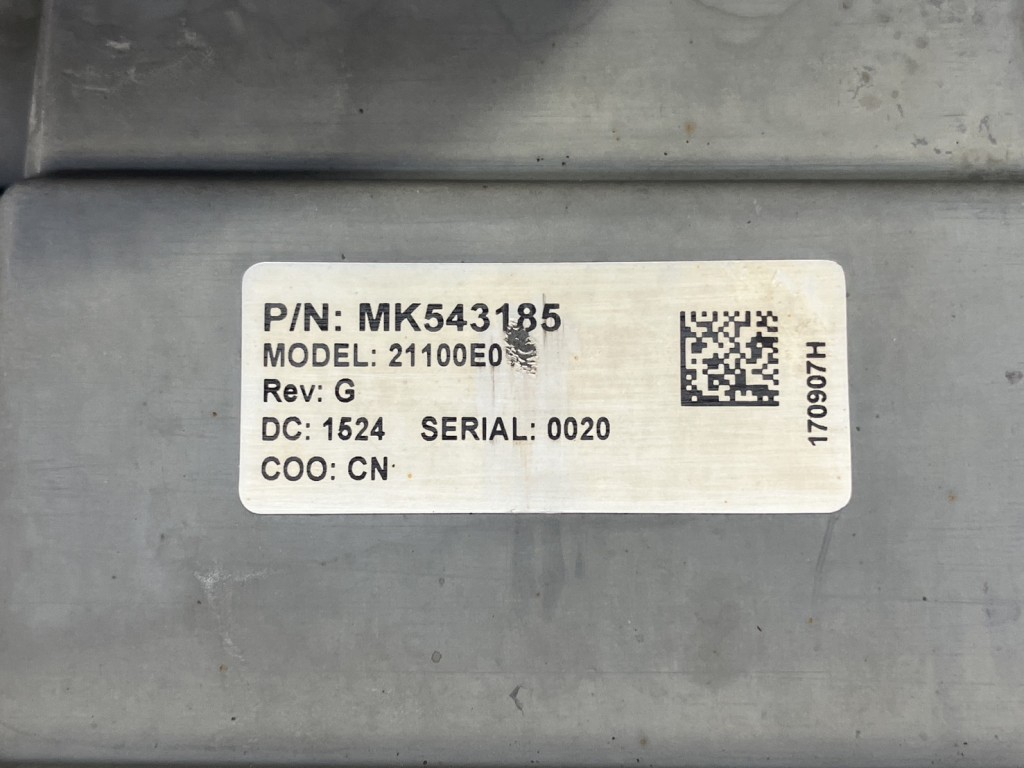 P/N: MK543185
MODEL: 21100E0
Rev: G
DC: 1524 SERIAL: 0020
COO: CN
170907H